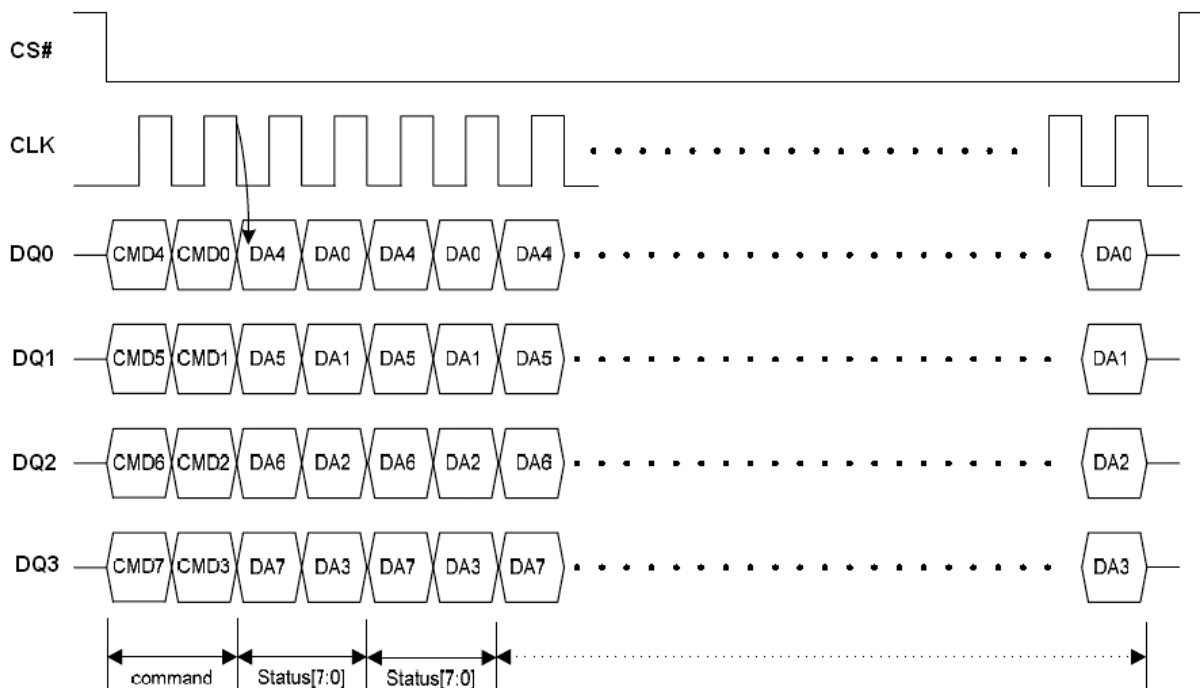 CS#
CLK
DQ0 CMD4 CMD0 DA4 DA0 DA4 DA0 DA4 DA0
DQ1 CMD5 CMD1 DA5 DA1 DA5 DA1 DA5 DA1
DQ2 CMD6 CMD2 DA6 DA2 DA6 DA2 DA6 DA2
DQ3 CMD7 CMD3 DA7 DA3 DA7 DA3 DA7 DA3
command Status[7:0] Status[7:0]